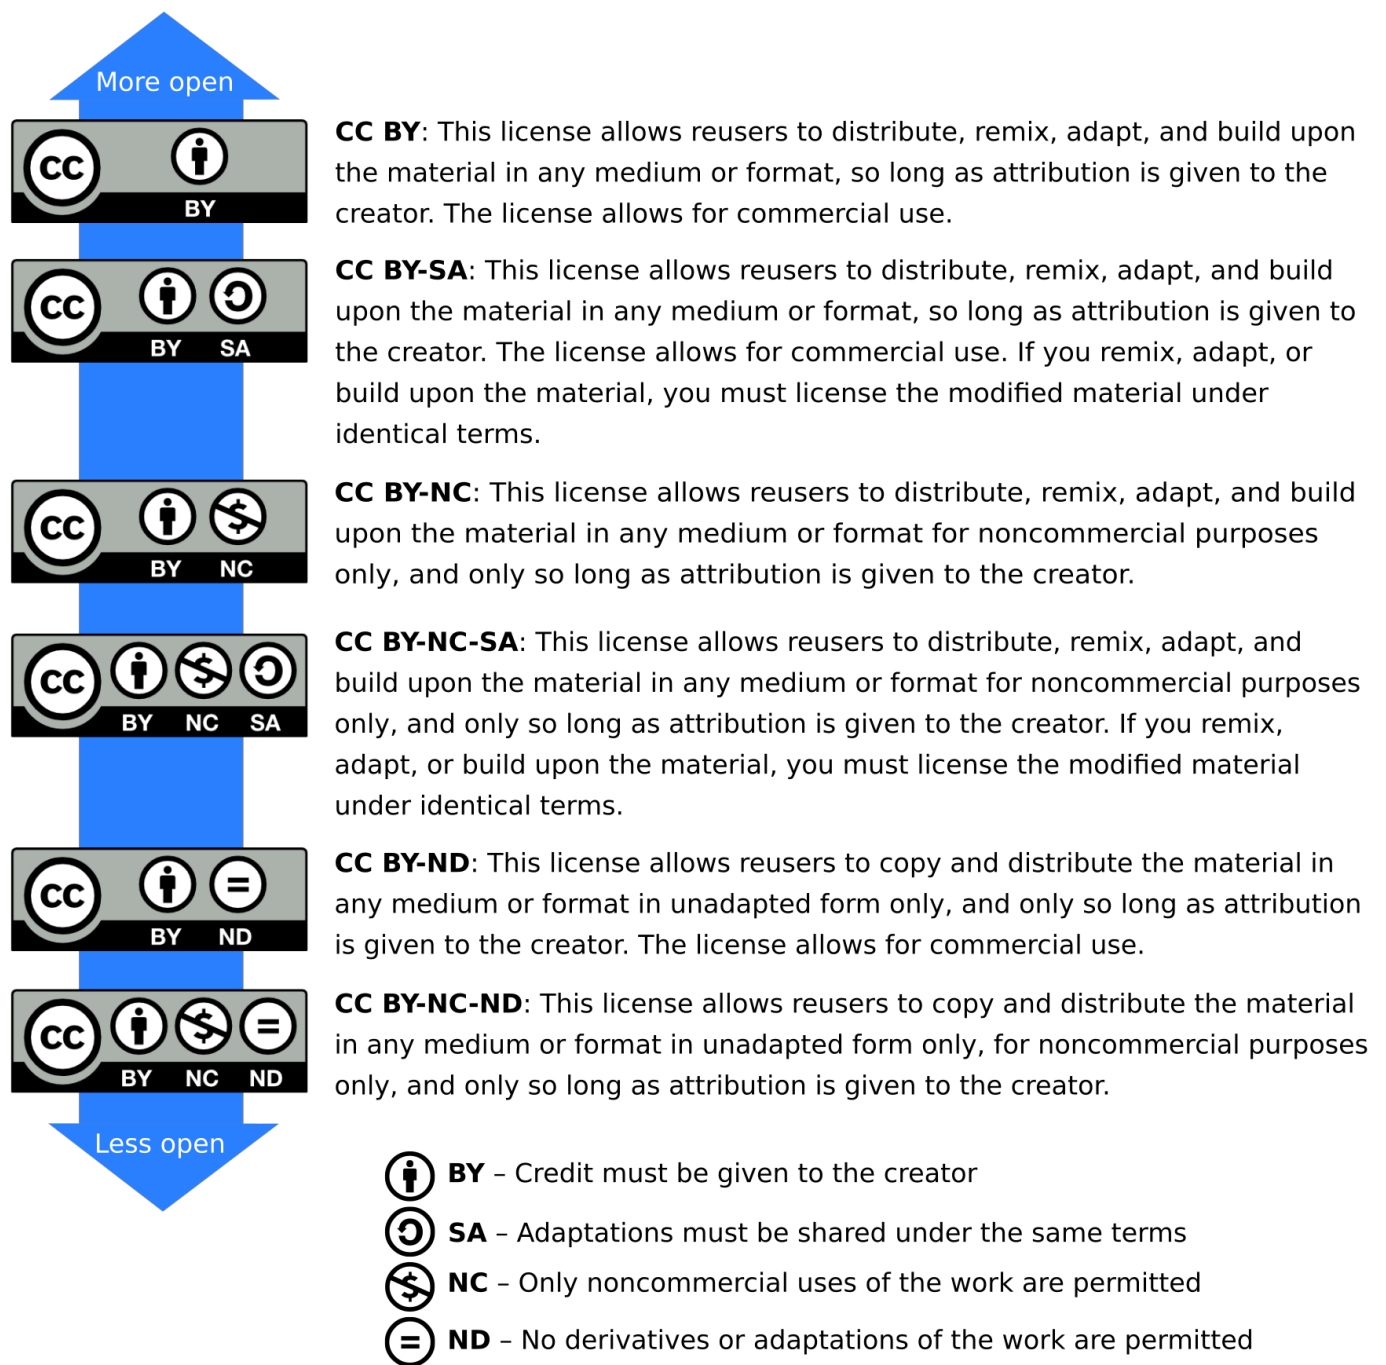 More open
CC BY
CC BY: This license allows reusers to distribute, remix, adapt, and build upon
the material in any medium or format, so long as attribution is given to the
creator. The license allows for commercial use.
CC BY SA
CC BY-SA: This license allows reusers to distribute, remix, adapt, and build
upon the material in any medium or format, so long as attribution is given to
the creator. The license allows for commercial use. If you remix, adapt, or
build upon the material, you must license the modified material under
identical terms.
CC BY NC
CC BY-NC: This license allows reusers to distribute, remix, adapt, and build
upon the material in any medium or format for noncommercial purposes
only, and only so long as attribution is given to the creator.
CC BY NC SA
CC BY-NC-SA: This license allows reusers to distribute, remix, adapt, and
build upon the material in any medium or format for noncommercial purposes
only, and only so long as attribution is given to the creator. If you remix,
adapt, or build upon the material, you must license the modified material
under identical terms.
CC BY ND
CC BY-ND: This license allows reusers to copy and distribute the material in
any medium or format in unadapted form only, and only so long as attribution
is given to the creator. The license allows for commercial use.
CC BY NC ND
CC BY-NC-ND: This license allows reusers to copy and distribute the material
in any medium or format in unadapted form only, for noncommercial purposes
only, and only so long as attribution is given to the creator.
Less open
BY – Credit must be given to the creator
SA – Adaptations must be shared under the same terms
NC – Only noncommercial uses of the work are permitted
ND – No derivatives or adaptations of the work are permitted